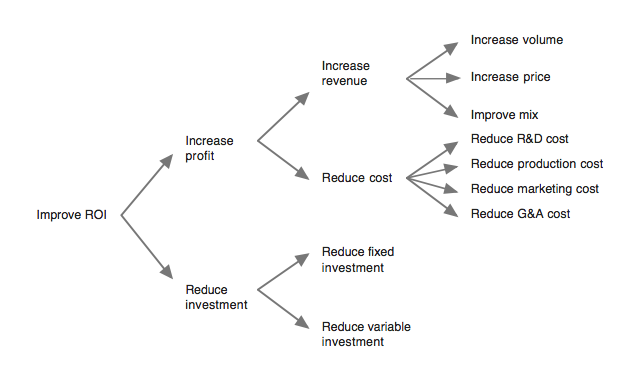 Improve ROI
Increase
profit
Reduce
investment
Increase
revenue
Reduce cost
Reduce fixed
investment
Reduce variable
investment
Increase volume
Increase price
Improve mix
Reduce R&D cost
Reduce production cost
Reduce marketing cost
Reduce G&A cost